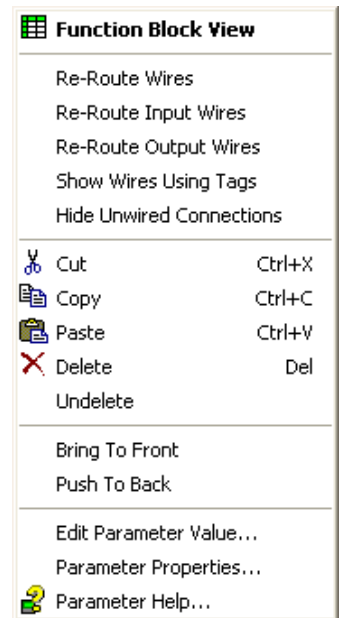 Function Block View
Re-Route Wires
Re-Route Input Wires
Re-Route Output Wires
Show Wires Using Tags
Hide Unwired Connections
Cut Ctrl+X
Copy Ctrl+C
Paste Ctrl+V
Delete Del
Undelete
Bring To Front
Push To Back
Edit Parameter Value...
Parameter Properties...
Parameter Help...